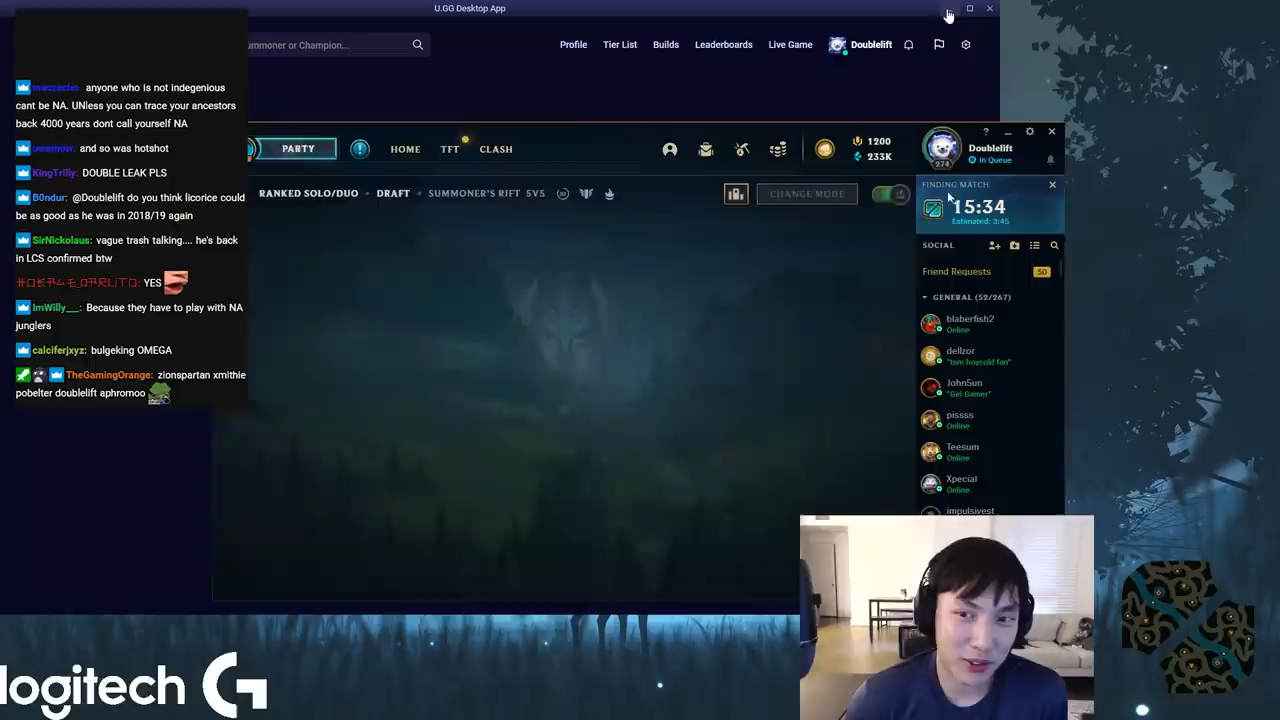 U.GG Desktop App
ummoner or Champion...
Profile
Tier List
Builds
Leaderboards
Live Game
Doublelift
anyone who is not indegenious
cant be NA. UNless you can trace your ancestors
back 4000 years dont call yourself NA
and so was hotshot
KingTrilly: DOUBLE LEAK PLS
B0ndur: @Doublelift do you think licorice could
be as good as he was in 2018/19 again
SirNickolaus: vague trash talking.... he's back
in LCS confirmed btw
YES
ImWilly__: Because they have to play with NA
junglers
calciferjxyz: bulgeking OMEGA
TheGamingOrange: zionspartan xmithie
pobelter doublelift aphromoo
PARTY
HOME
TFT
CLASH
1200
233K
?
Doublelift
274
In Queue
RANKED SOLO/DUO
DRAFT
SUMMONER'S RIFT 5V5
CHANGE MODE
FINDING MATCH
15:34
Estimated: 3:45
SOCIAL
Friend Requests
50
GENERAL (52/267)
blaberfish2
Online
dellzor
"tsm boycold fan"
John5un
"Girl Gamer"
pissss
Online
Teesum
Online
Xpecial
Online
impulsivest
logitech G